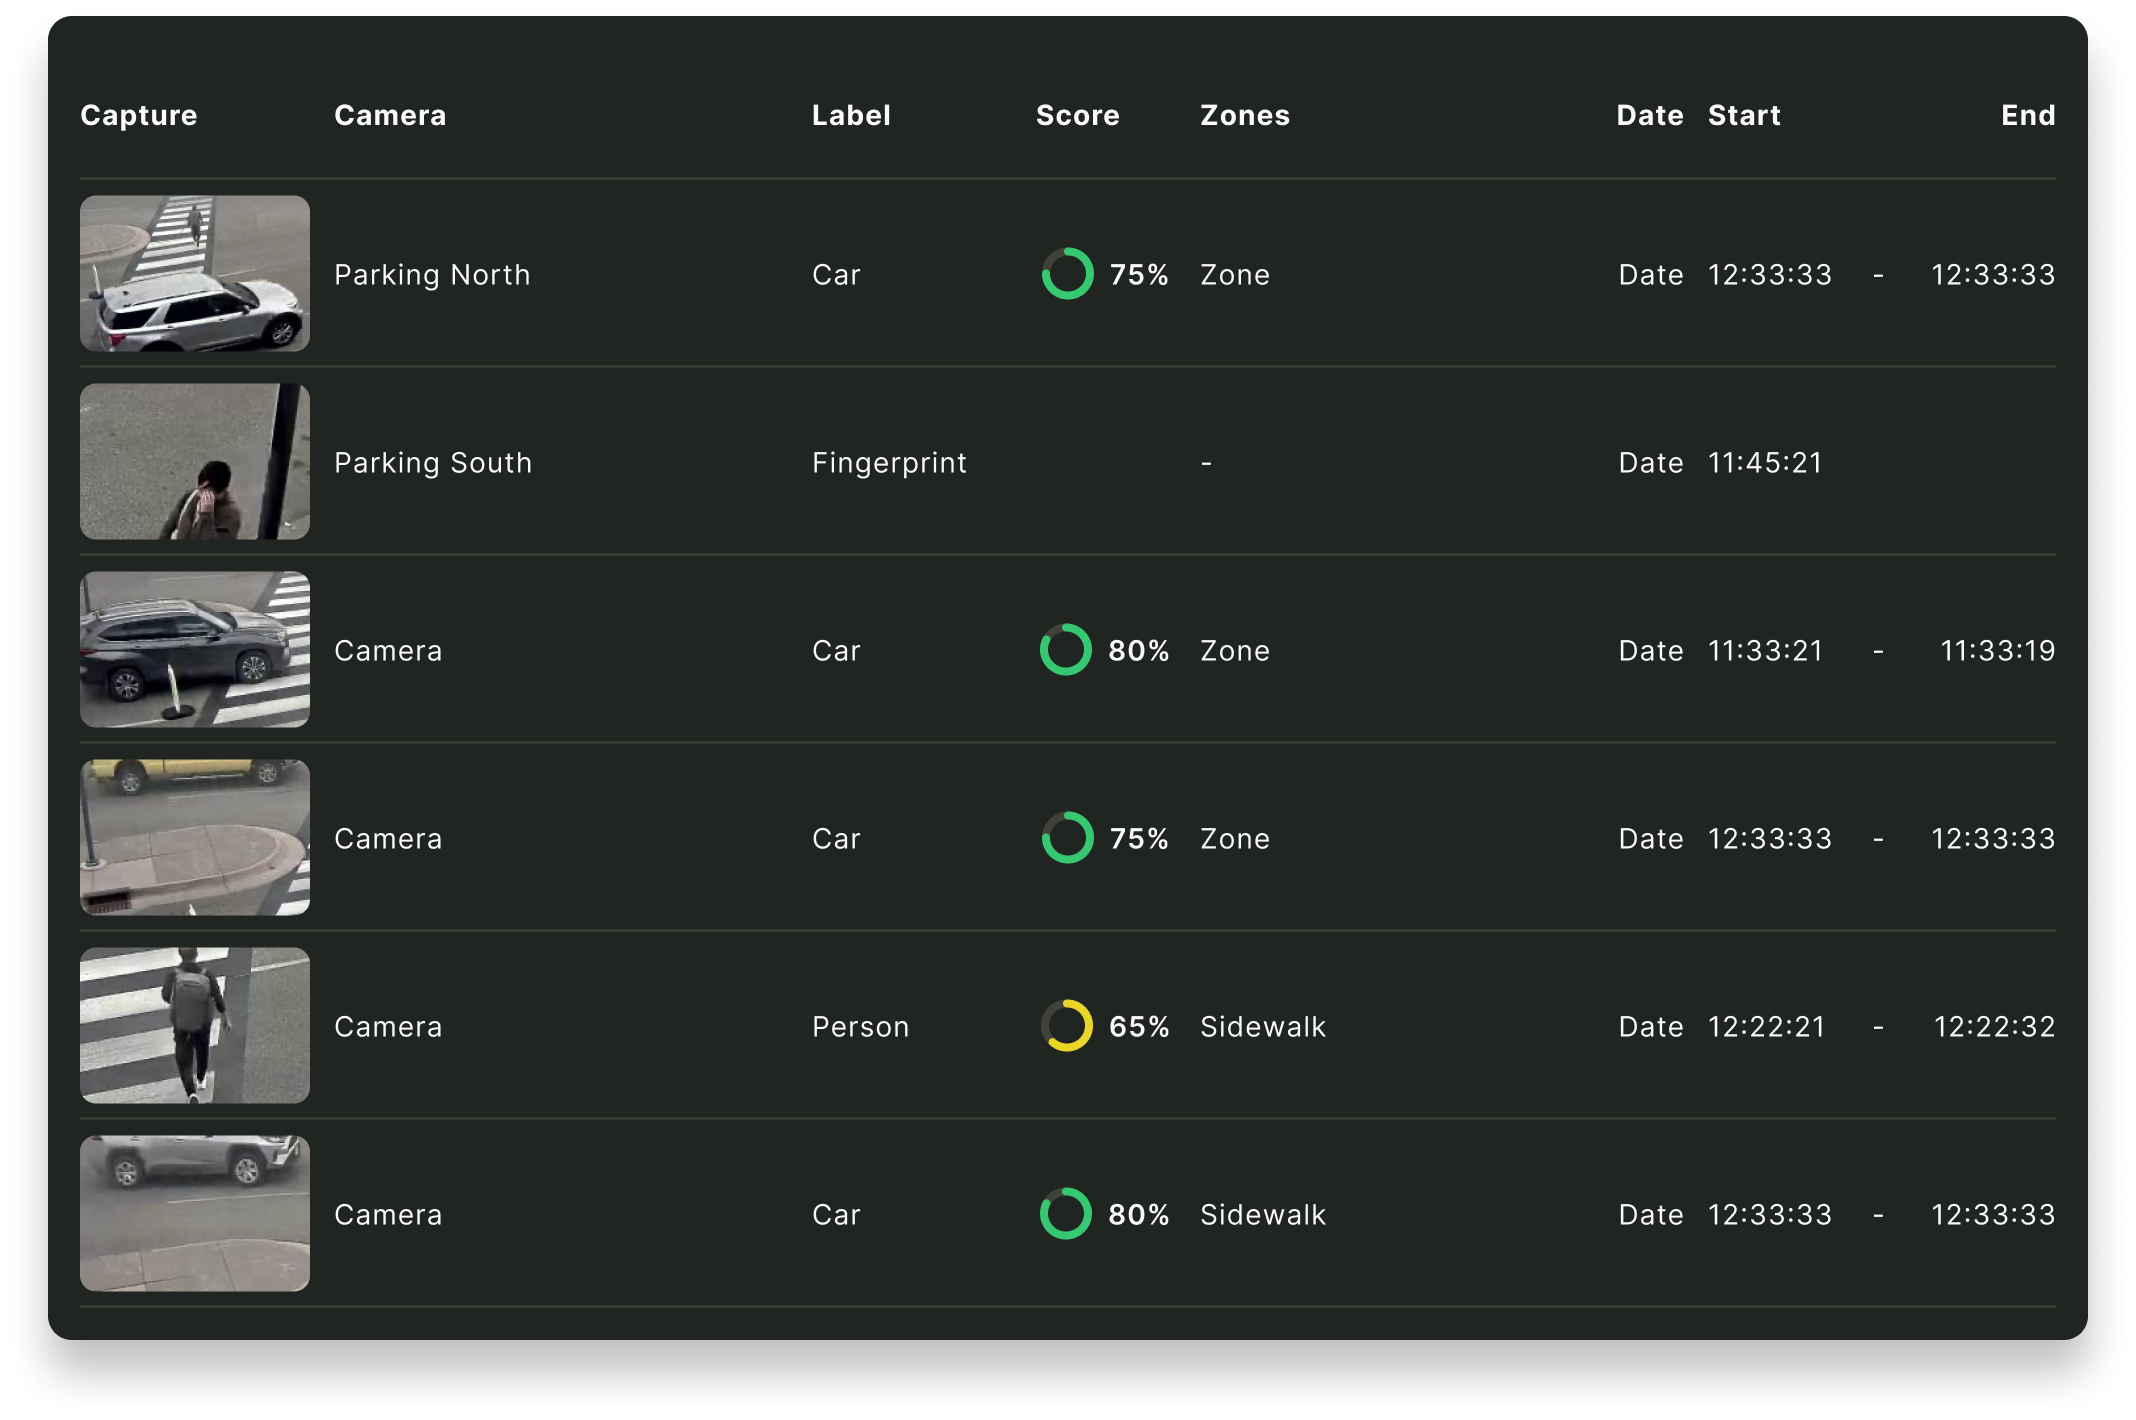 Capture Camera Label Score Zones Date Start End
Parking North Car 75% Zone Date 12:33:33 - 12:33:33
Parking South Fingerprint - Date 11:45:21
Camera Car 80% Zone Date 11:33:21 - 11:33:19
Camera Car 75% Zone Date 12:33:33 - 12:33:33
Camera Person 65% Sidewalk Date 12:22:21 - 12:22:32
Camera Car 80% Sidewalk Date 12:33:33 - 12:33:33